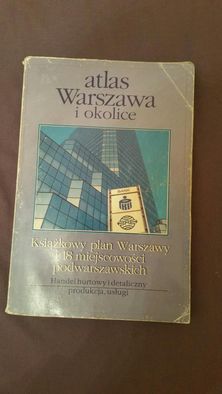 atlas
Warszawa
i okolice
Książkowy plan Warszawy
i 18 miejscowości
podwarszawskich
Handel hurtowy i detaliczny
produkcja, usługi